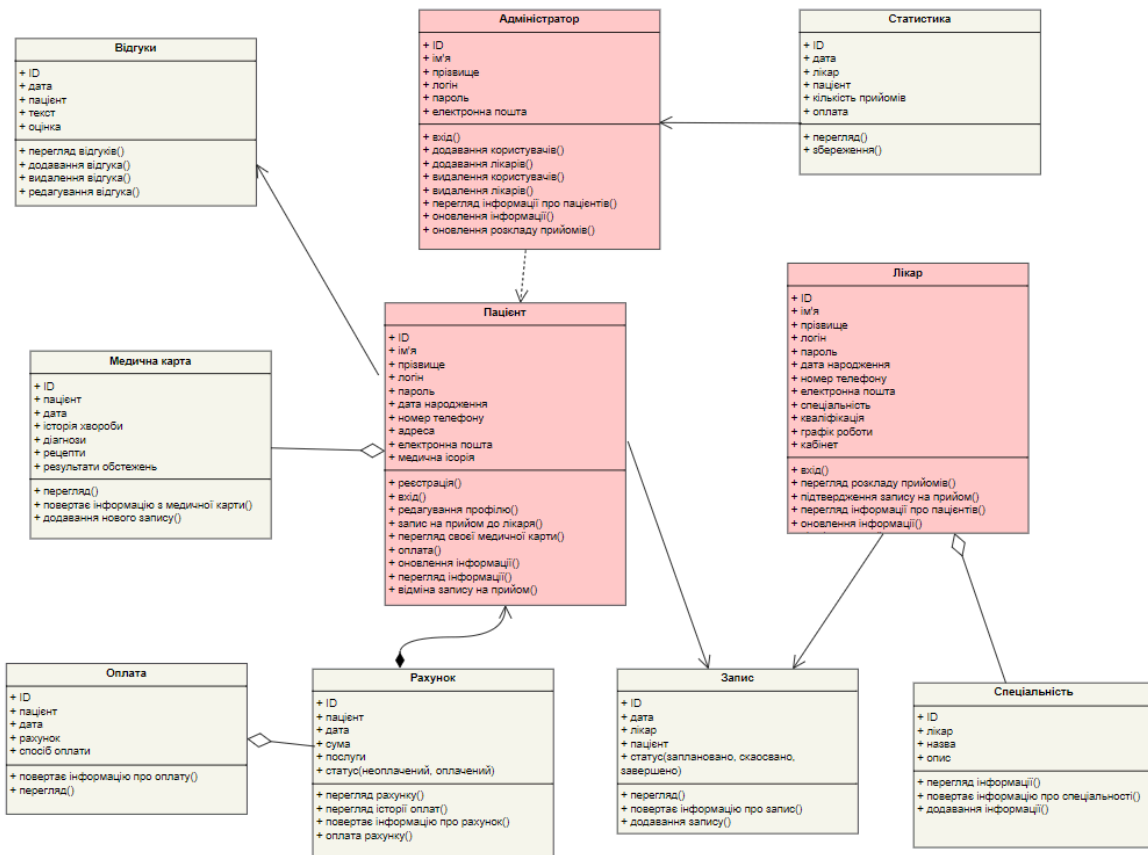 Відгуки
+ ID
+ дата
+ пацієнт
+ текст
+ оцінка
+ перегляд відгуків()
+ додавання відгука()
+ видалення відгука()
+ редагування відгука()
Адміністратор
+ ID
+ ім'я
+ прізвище
+ логін
+ пароль
+ електронна пошта
+ вхід()
+ додавання користувачів()
+ додавання лікарів()
+ видалення користувачів()
+ видалення лікарів()
+ перегляд інформації про пацієнтів()
+ оновлення інформації()
+ оновлення розкладу прийомів()
Статистика
+ ID
+ дата
+ лікар
+ пацієнт
+ кількість прийомів
+ оплата
+ перегляд()
+ збереження()
Медична карта
+ ID
+ пацієнт
+ дата
+ історія хвороби
+ діагнози
+ рецепти
+ результати обстежень
+ перегляд()
+ повертає інформацію з медичної карти()
+ додавання нового запису()
Пацієнт
+ ID
+ ім'я
+ прізвище
+ логін
+ пароль
+ дата народження
+ номер телефону
+ адреса
+ електронна пошта
+ медична ісорія
+ реєстрація()
+ вхід()
+ редагування профілю()
+ запис на прийом до лікаря()
+ перегляд своєї медичної карти()
+ оплата()
+ оновлення інформації()
+ перегляд інформації()
+ відміна запису на прийом()
Лікар
+ ID
+ ім'я
+ прізвище
+ логін
+ пароль
+ дата народження
+ номер телефону
+ електронна пошта
+ спеціальність
+ кваліфікація
+ графік роботи
+ кабінет
+ вхід()
+ перегляд розкладу прийомів()
+ підтвердження запису на прийом()
+ перегляд інформації про пацієнтів()
+ оновлення інформації()
Оплата
+ ID
+ пацієнт
+ дата
+ рахунок
+ спосіб оплати
+ повертає інформацію про оплату()
+ перегляд()
Рахунок
+ ID
+ пацієнт
+ дата
+ сума
+ послуги
+ статус(неоплачений, оплачений)
+ перегляд рахунку()
+ перегляд історії оплат()
+ повертає інформацію про рахунок()
+ оплата рахунку()
Запис
+ ID
+ дата
+ лікар
+ пацієнт
+ статус(заплановано, скаосвано,
завершено)
+ перегляд()
+ повертає інформацію про запис()
+ додавання запису()
Спеціальність
+ ID
+ лікар
+ назва
+ опис
+ перегляд інформації()
+ повертає інформацію про спеціальності()
+ додавання інформації()